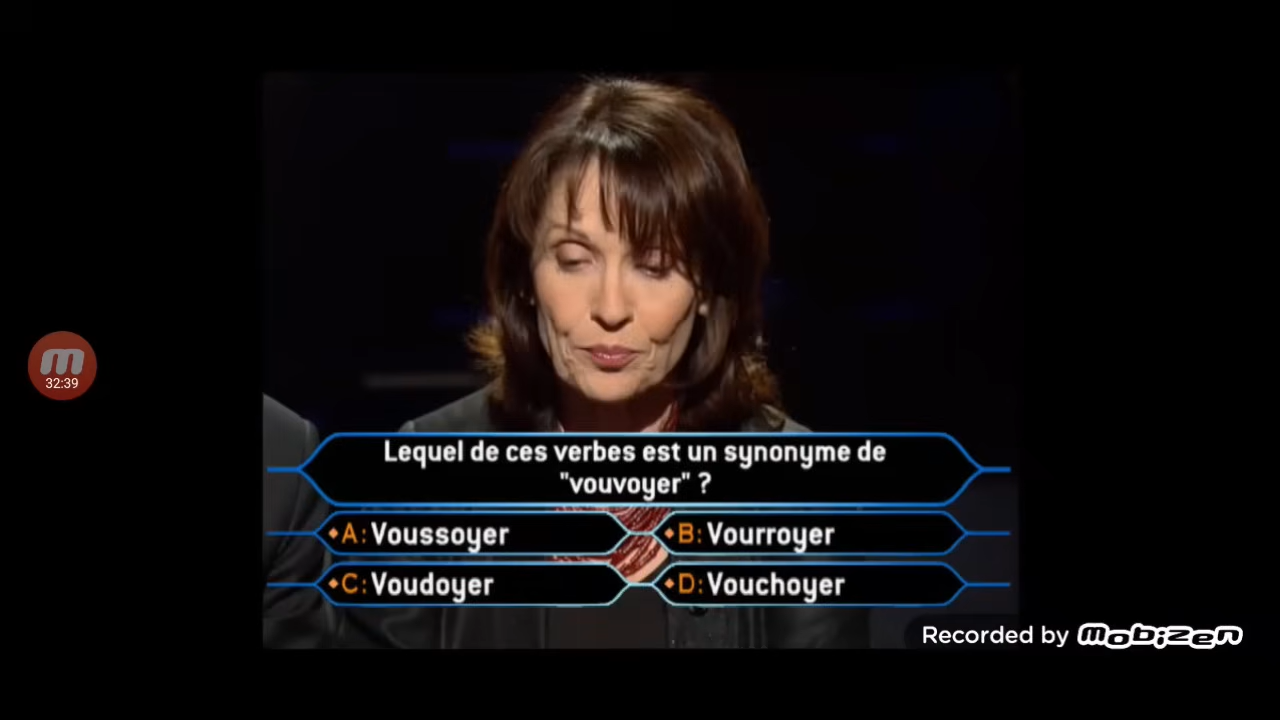 32:39
Lequel de ces verbes est un synonyme de
"vouvoyer" ?
A: Voussoyer
B: Vourroyer
C: Voudoyer
D: Vouchoyer
Recorded by mobizen